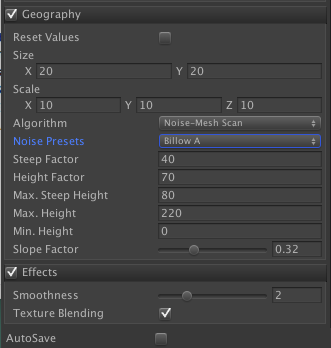 Geography
Reset Values
Size
X 20 Y 20
Scale
X 10 Y 10 Z 10
Algorithm Noise-Mesh Scan
Noise Presets Billow A
Steep Factor 40
Height Factor 70
Max. Steep Height 80
Max. Height 220
Min. Height 0
Slope Factor 0.32
Effects
Smoothness 2
Texture Blending
AutoSave